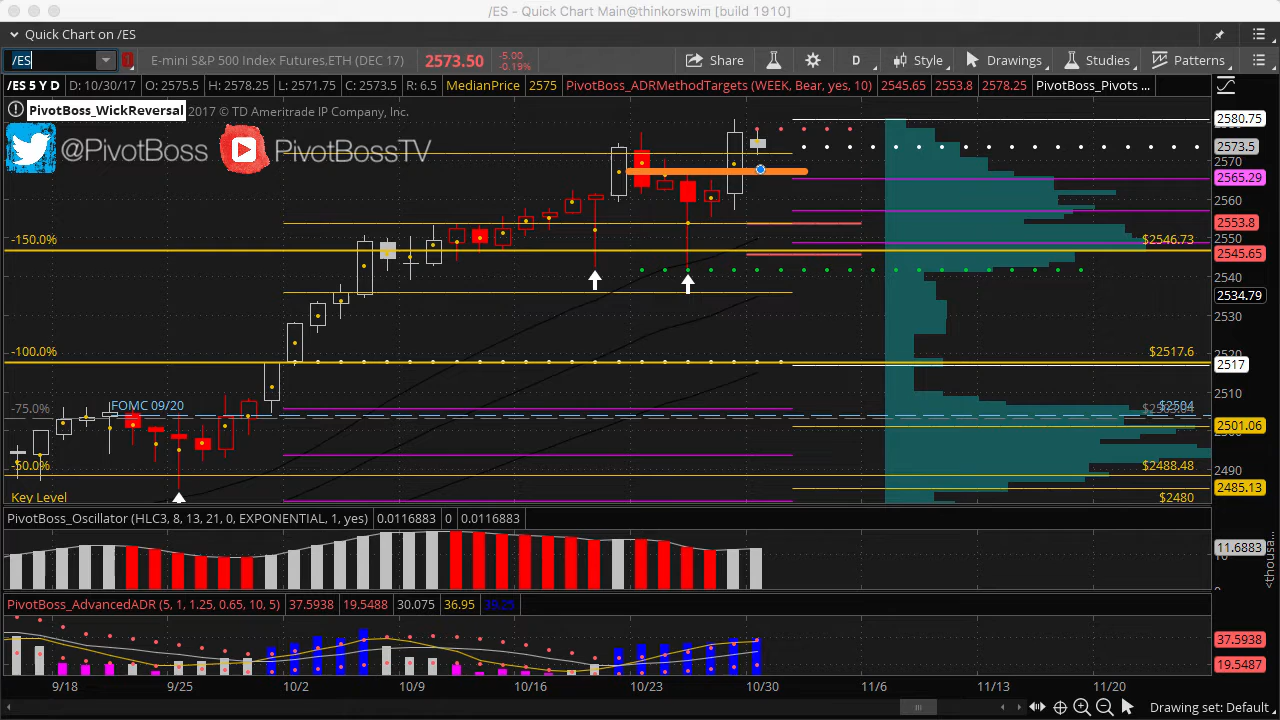 /ES - Quick Chart Main@thinkorswim [build 1910]
Quick Chart on /ES
/ES E-mini S&P 500 Index Futures,ETH (DEC 17) 2573.50 -5.00 -0.19% Share D Style Drawings Studies Patterns
/ES 5 Y D D: 10/30/17 O: 2575.5 H: 2578.25 L: 2571.75 C: 2573.5 R: 6.5 MedianPrice 2575 PivotBoss_ADRMethodTargets (WEEK, Bear, yes, 10) 2545.65 2553.8 2578.25 PivotBoss_Pivots ...
PivotBoss_WickReversal 2017 © TD Ameritrade IP Company, Inc.
@PivotBoss PivotBossTV
2580.75
2573.5
2570
2565.29
2560
2553.8
2550
-150.0% $2546.73
2545.65
2540
2534.79
2530
2520
-100.0% $2517.6
2517
2510
-75.0% FOMC 09/20 $2504
2501.06
2490
-50.0% $2488.48
2485.13
Key Level $2480
PivotBoss_Oscillator (HLC3, 8, 13, 21, 0, EXPONENTIAL, 1, yes) 0.0116883 0 0.0116883
11.6883
10
0
<thousa...
PivotBoss_AdvancedADR (5, 1, 1.25, 0.65, 10, 5) 37.5938 19.5488 30.075 36.95 39.25
37.5938
19.5487
9/18 9/25 10/2 10/9 10/16 10/23 10/30 11/6 11/13 11/20
Drawing set: Default